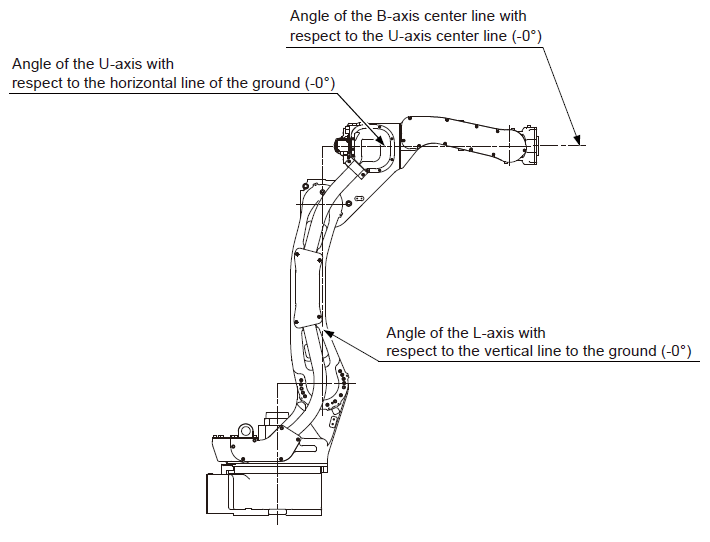 Angle of the B-axis center line with
respect to the U-axis center line (-0°)
Angle of the U-axis with
respect to the horizontal line of the ground (-0°)
Angle of the L-axis with
respect to the vertical line to the ground (-0°)